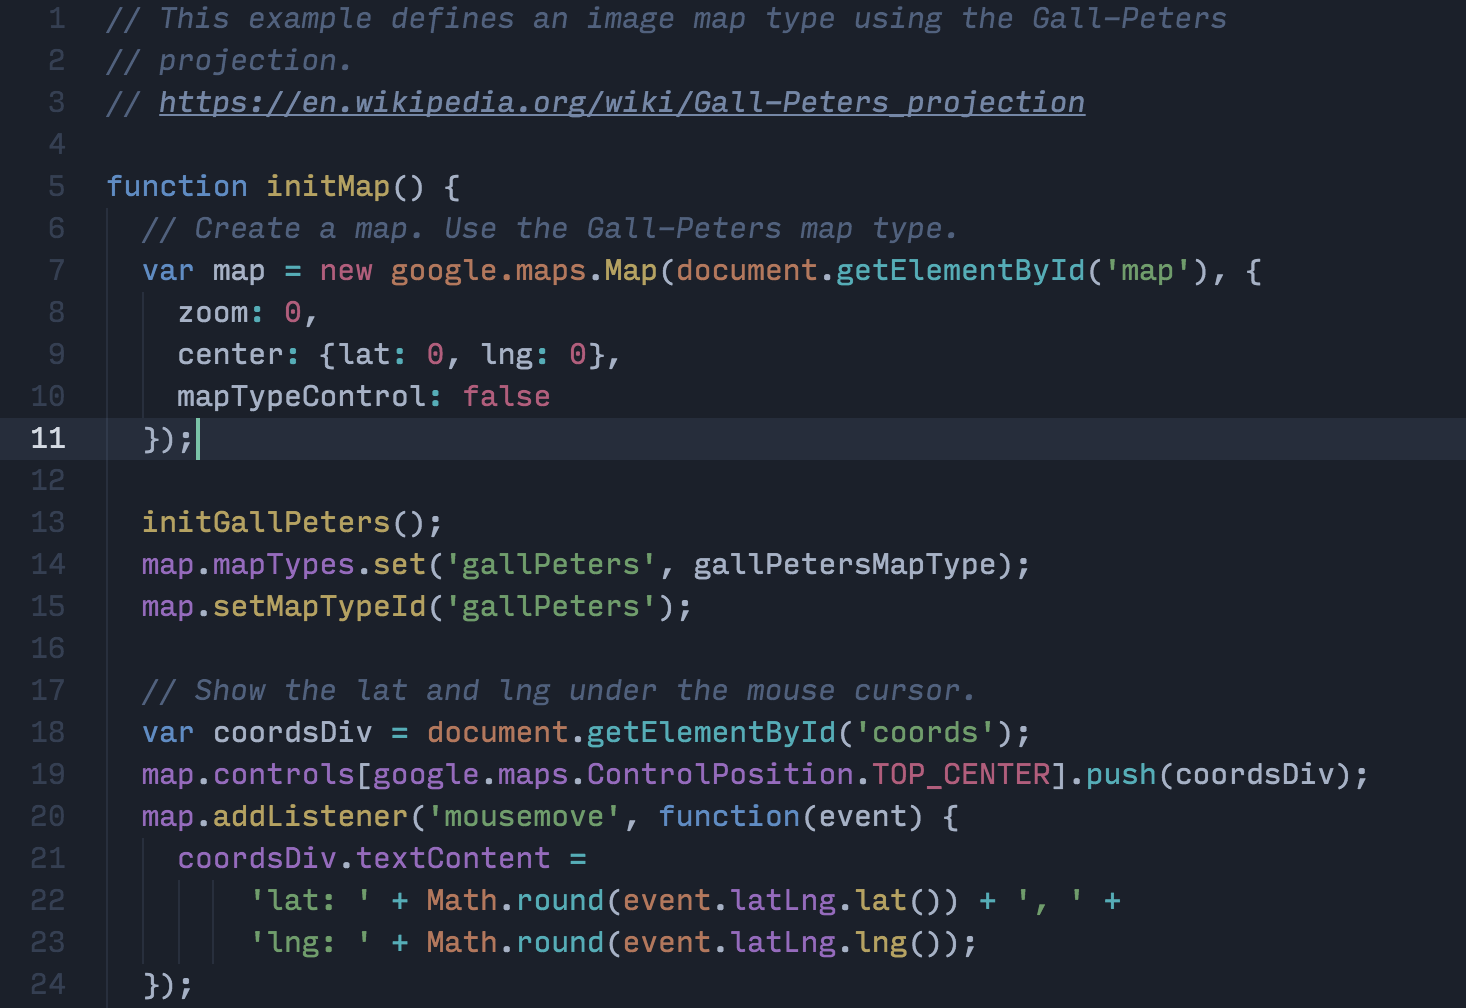 1 // This example defines an image map type using the Gall-Peters
2 // projection.
3 // https://en.wikipedia.org/wiki/Gall-Peters_projection
4
5 function initMap() {
6   // Create a map. Use the Gall-Peters map type.
7   var map = new google.maps.Map(document.getElementById('map'), {
8     zoom: 0,
9     center: {lat: 0, lng: 0},
10     mapTypeControl: false
11   });
12
13   initGallPeters();
14   map.mapTypes.set('gallPeters', gallPetersMapType);
15   map.setMapTypeId('gallPeters');
16
17   // Show the lat and lng under the mouse cursor.
18   var coordsDiv = document.getElementById('coords');
19   map.controls[google.maps.ControlPosition.TOP_CENTER].push(coordsDiv);
20   map.addListener('mousemove', function(event) {
21     coordsDiv.textContent =
22         'lat: ' + Math.round(event.latLng.lat()) + ', ' +
23         'lng: ' + Math.round(event.latLng.lng());
24   });